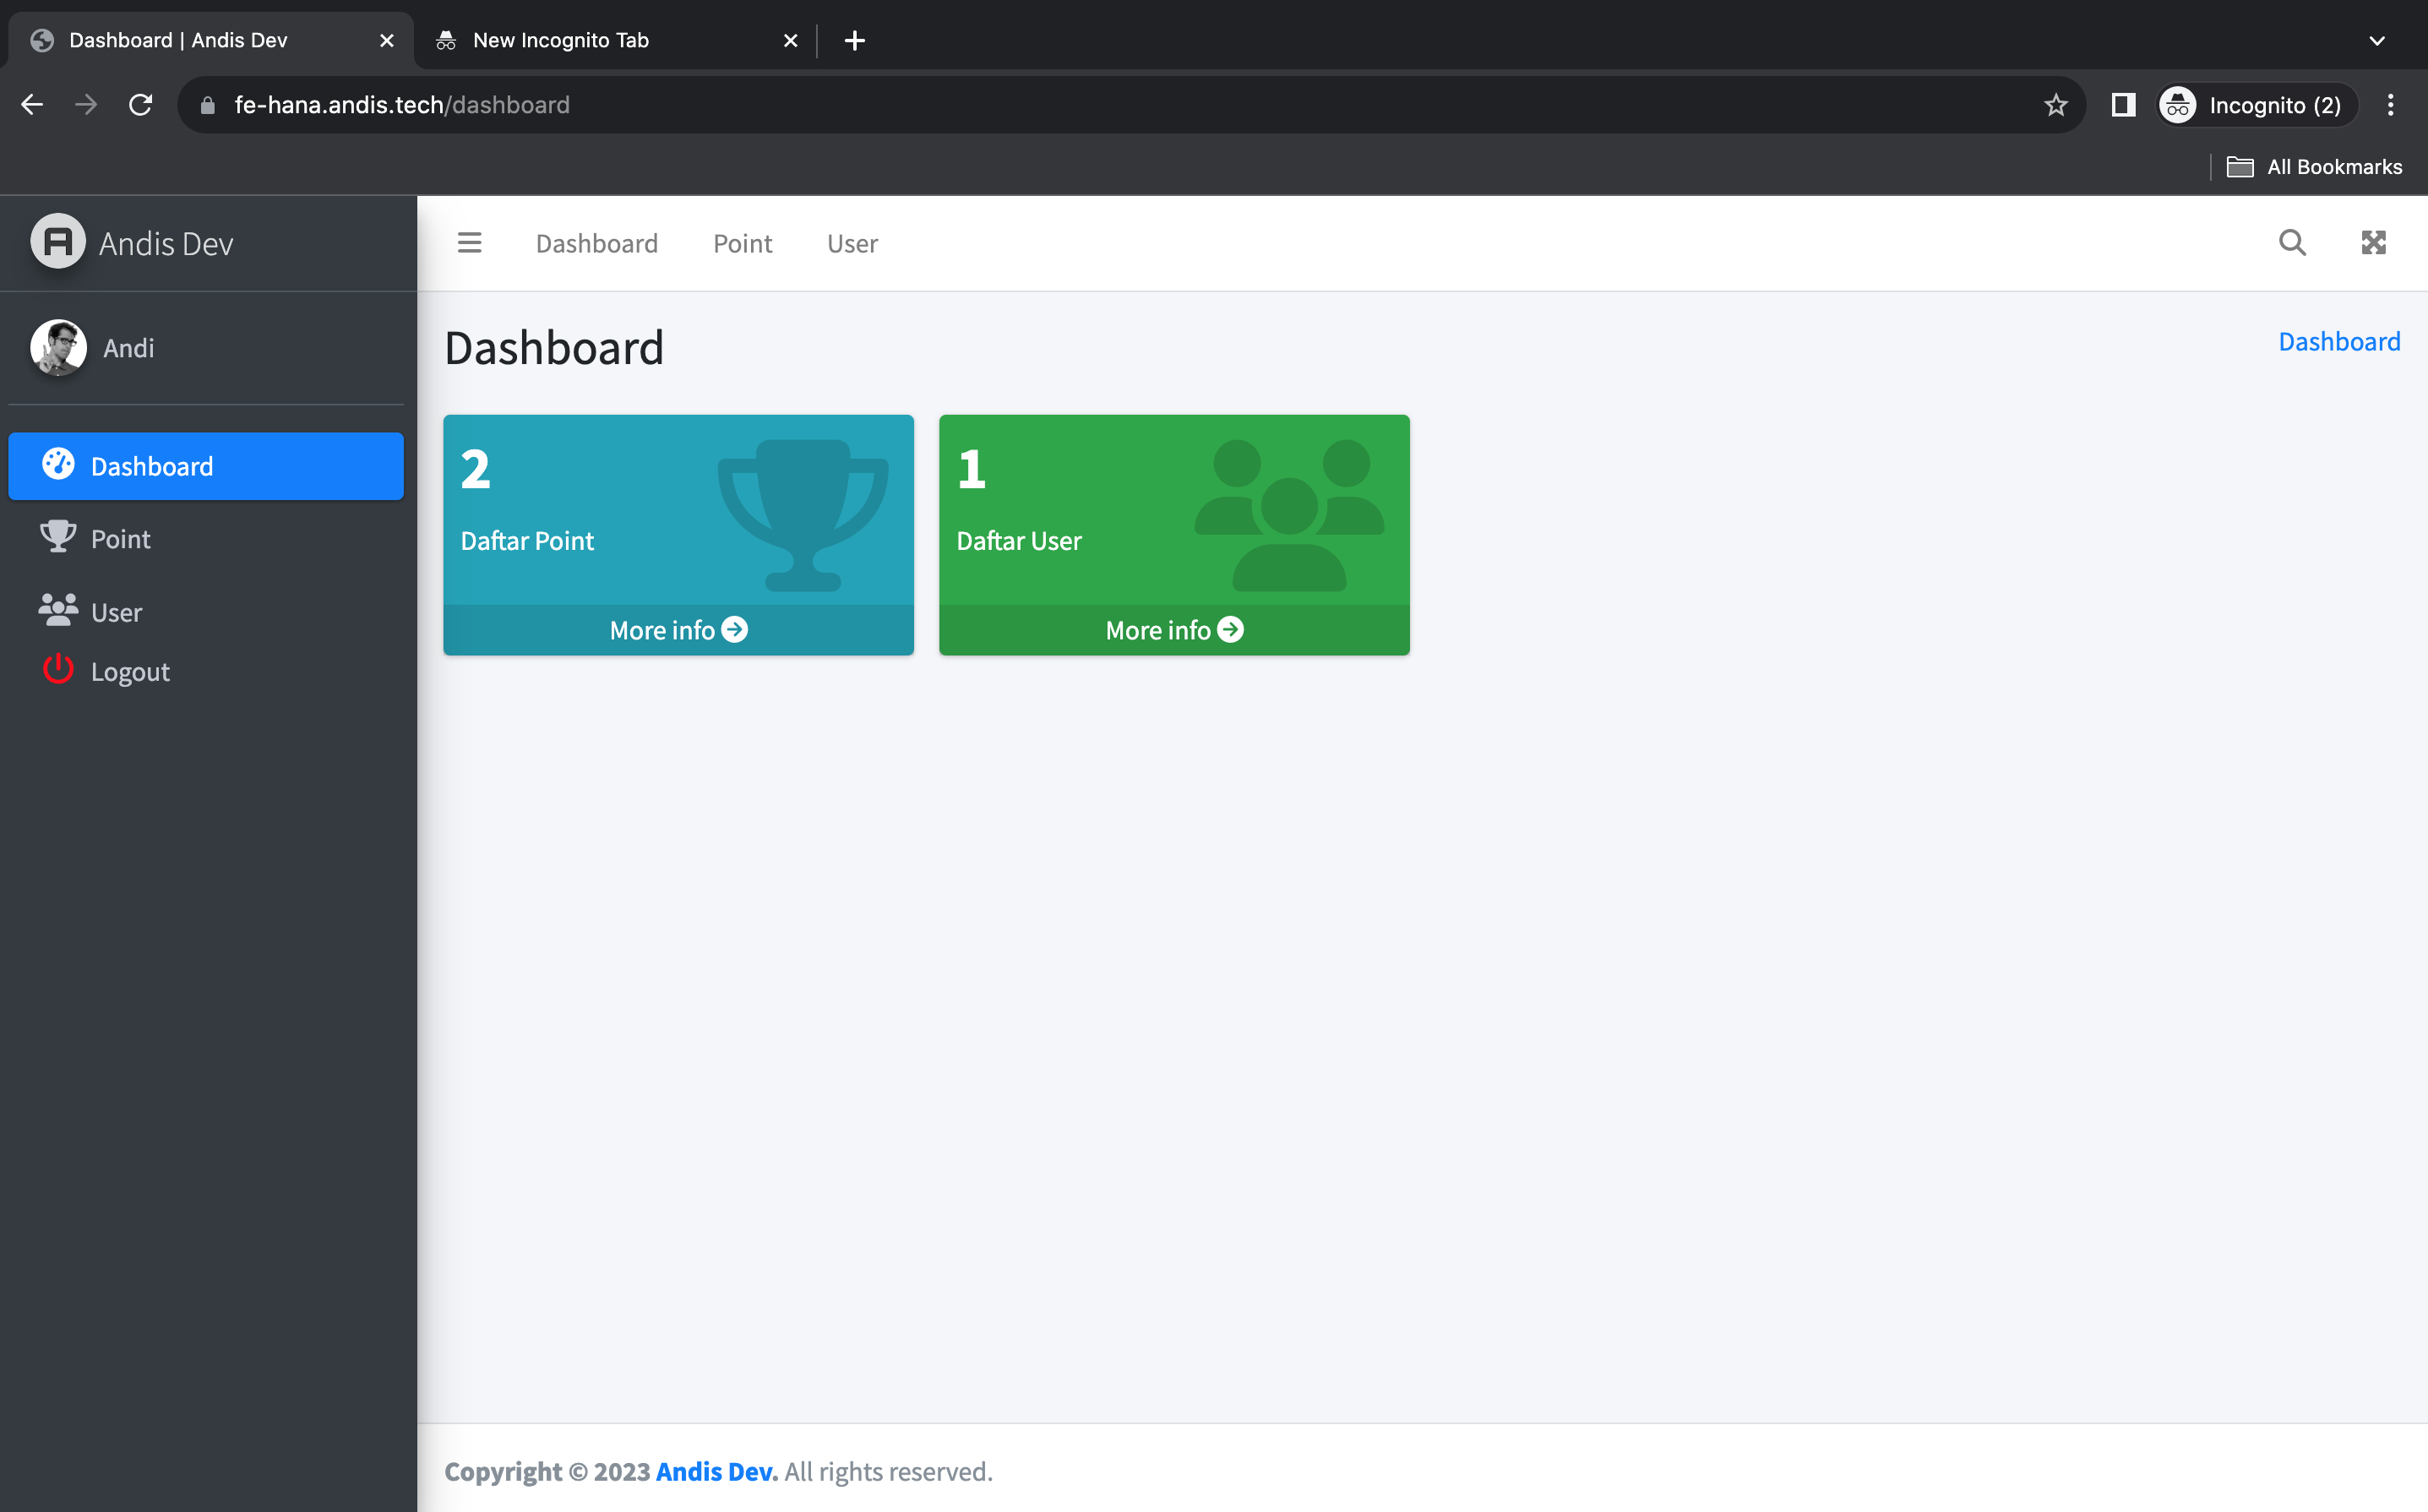 Dashboard | Andis Dev
New Incognito Tab
fe-hana.andis.tech/dashboard
Incognito (2)
All Bookmarks
Andis Dev
Dashboard Point User
Andi
Dashboard
Dashboard
Dashboard
Point
User
Logout
2
Daftar Point
More info
1
Daftar User
More info
Copyright © 2023 Andis Dev. All rights reserved.